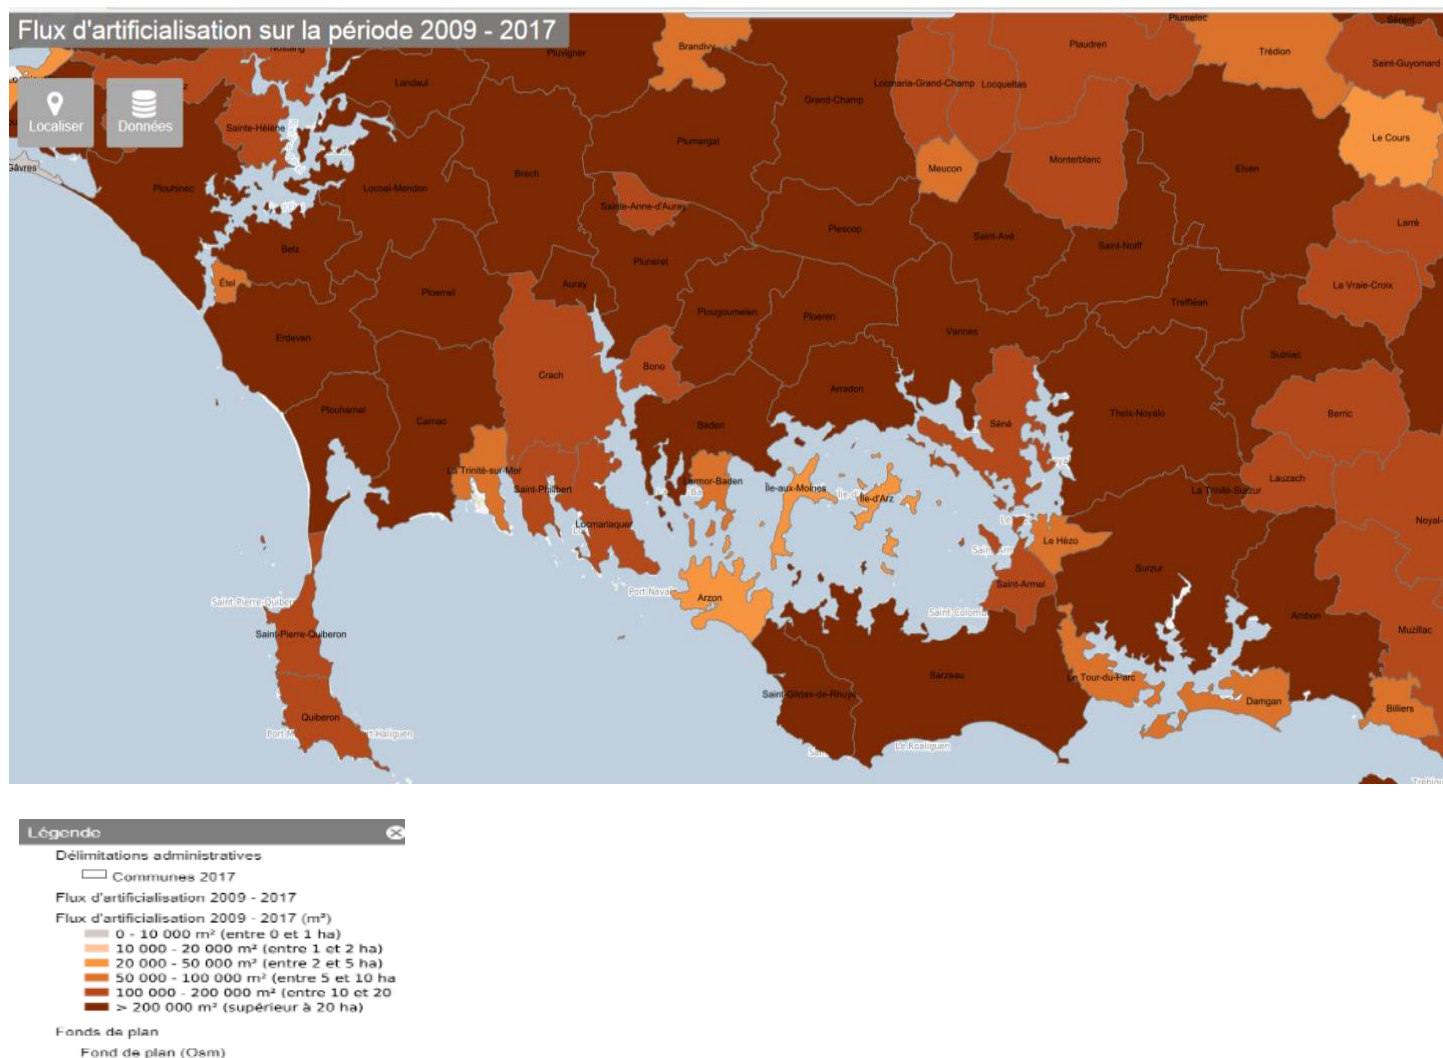 Flux d'artificialisation sur la période 2009 - 2017
Localiser
Données
Pluvigner
Brandivy
Plumelec
Sérent
Plaudren
Trédion
Saint-Guyomard
Landaul
Locmaria-Grand-Champ
Locqueltas
Grand-Champ
Sainte-Hélène
Plumergat
Le Cours
Monterblanc
Meucon
Elven
Gâvres
Plouhinec
Locoal-Mendon
Brech
Sainte-Anne-d'Auray
Larré
Plescop
Saint-Avé
Saint-Nolff
Belz
Pluneret
Étel
Auray
La Vraie-Croix
Ploemel
Treffléan
Plougoumelen
Ploeren
Vannes
Erdeven
Sulniac
Bono
Crach
Arradon
Plouharnel
Theix-Noyalo
Berric
Carnac
Baden
Séné
La Trinité-sur-Mer
Lauzach
Larmor-Baden
Île-aux-Moines
Saint-Philibert
La Trinité-Surzur
Île-d'Arz
Locmariaquer
Le Hézo
Surzur
Saint-Armel
Port Nava
Arzon
Saint-Pierre-Quiber
Saint-Colom
Ambon
Saint-Pierre-Quiberon
Muzillac
Sarzeau
Le Tour-du-Parc
Saint-Gildas-de-Rhuys
Damgan
Billiers
Quiberon
Port M
rt Haliguen
Le Roaliguen
Légende
Délimitations administratives
Communes 2017
Flux d'artificialisation 2009 - 2017
Flux d'artificialisation 2009 - 2017 (m²)
0 - 10 000 m² (entre 0 et 1 ha)
10 000 - 20 000 m² (entre 1 et 2 ha)
20 000 - 50 000 m² (entre 2 et 5 ha)
50 000 - 100 000 m² (entre 5 et 10 ha
100 000 - 200 000 m² (entre 10 et 20
> 200 000 m² (supérieur à 20 ha)
Fonds de plan
Fond de plan (Osm)